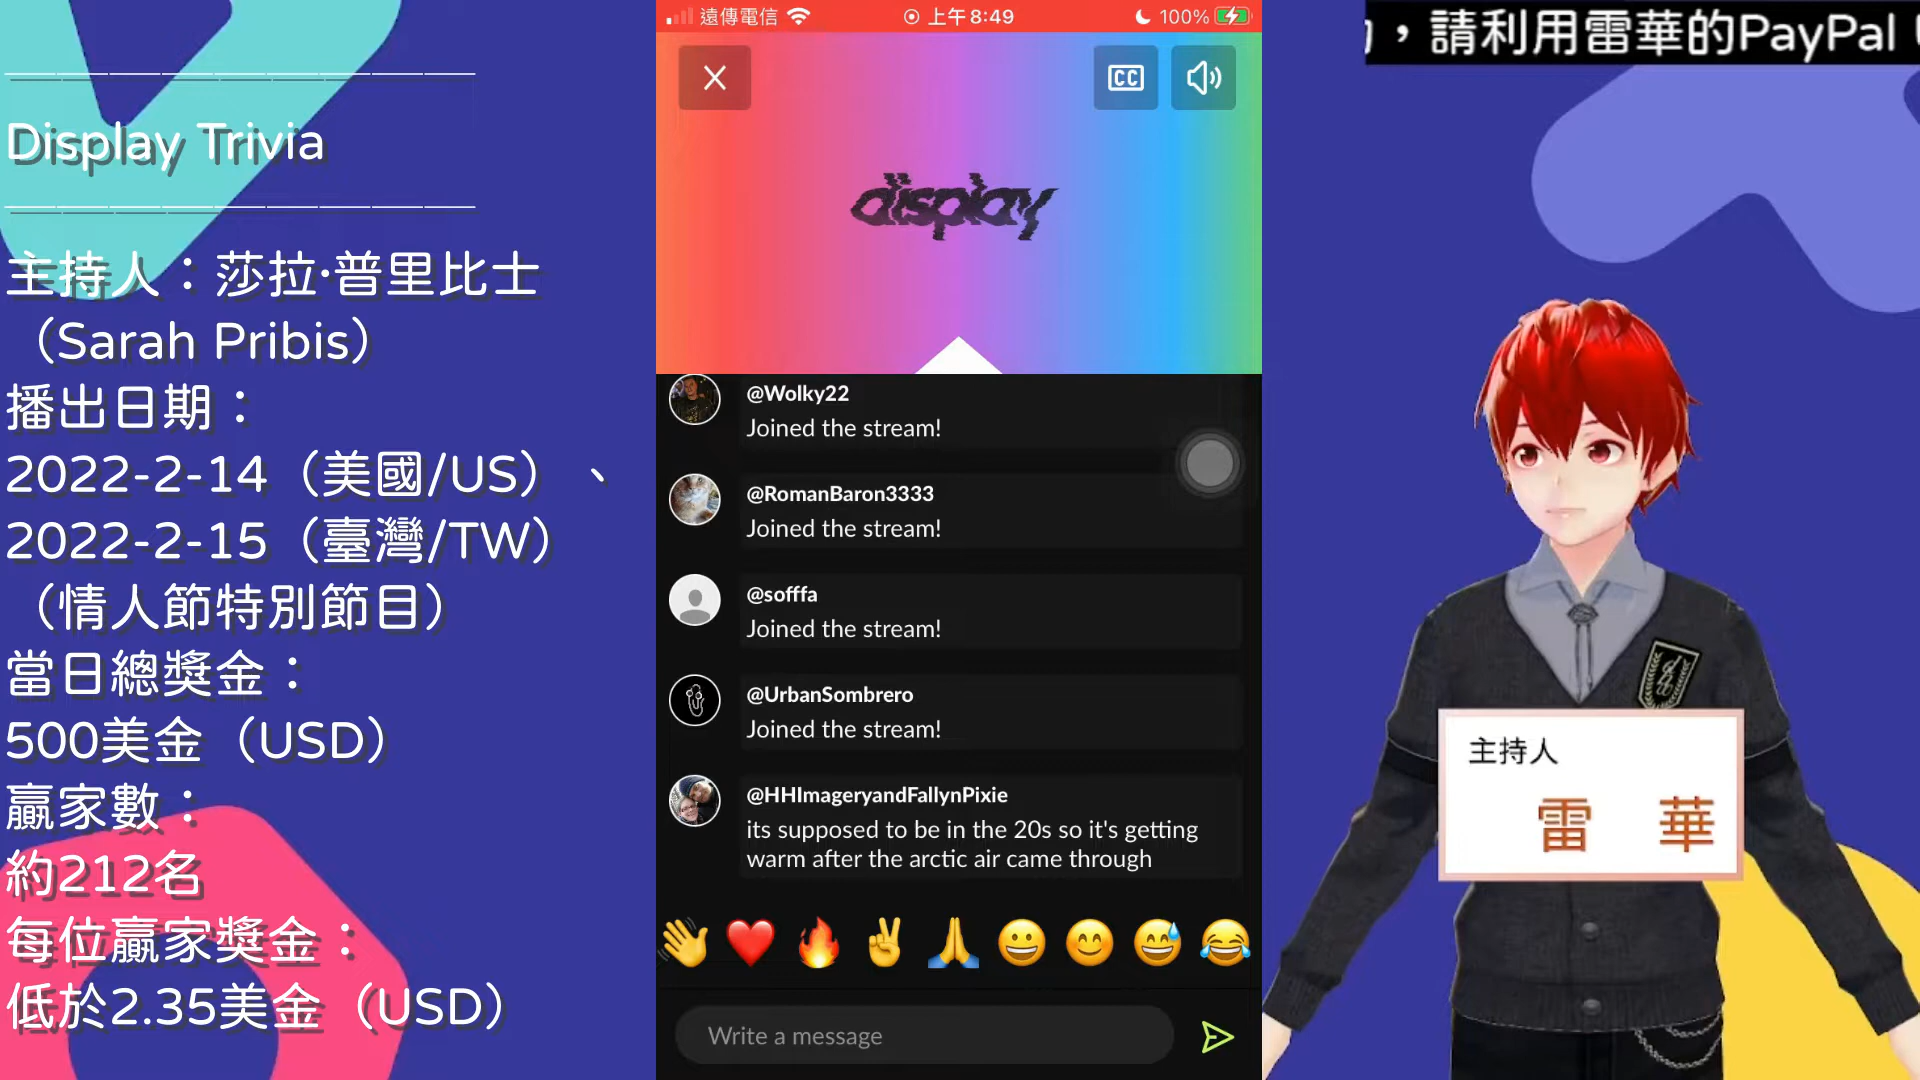 Display Trivia
主持人：莎拉·普里比士
（Sarah Pribis）
播出日期：
2022-2-14（美國/US）、
2022-2-15（臺灣/TW）
（情人節特別節目）
當日總獎金：
500美金（USD）
贏家數：
約212名
每位贏家獎金：
低於2.35美金（USD）
遠傳電信
上午8:49
100%
CC
display
@Wolky22
Joined the stream!
@RomanBaron3333
Joined the stream!
@sofffa
Joined the stream!
@UrbanSombrero
Joined the stream!
@HHImageryandFallynPixie
its supposed to be in the 20s so it's getting
warm after the arctic air came through
Write a message
，請利用雷華的PayPal
主持人
雷 華